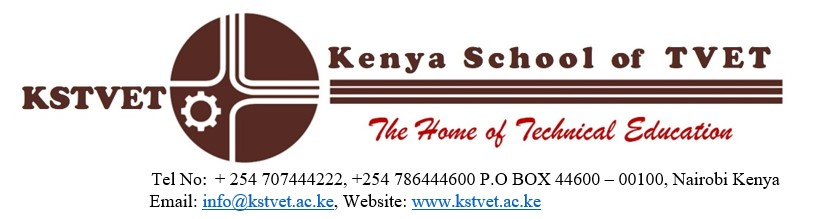 KSTVET
Kenya School of TVET
The Home of Technical Education
Tel No:  + 254 707444222, +254 786444600 P.O BOX 44600 – 00100, Nairobi Kenya
Email: info@kstvet.ac.ke, Website: www.kstvet.ac.ke